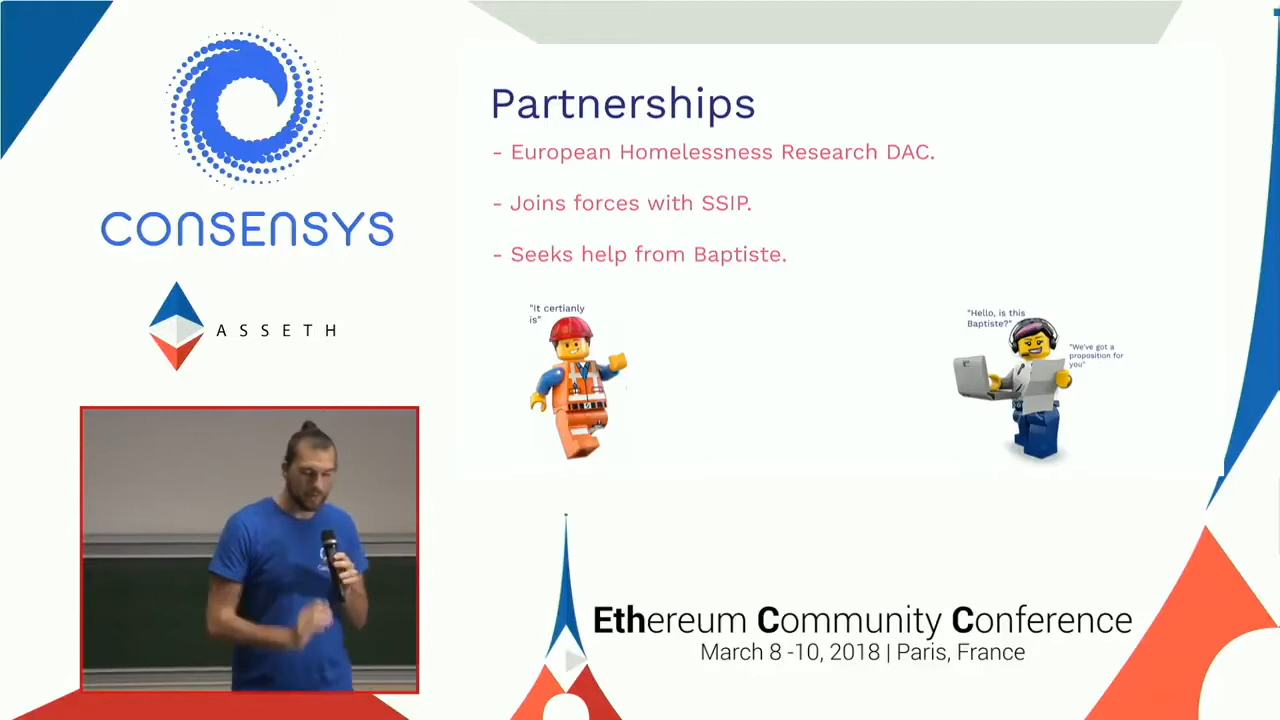 CONSENSYS
ASSETH
Partnerships
- European Homelessness Research DAC.
- Joins forces with SSIP.
- Seeks help from Baptiste.
"It certianly
is"
"Hello, is this
Baptiste?"
"We've got a
proposition for
you"
Ethereum Community Conference
March 8 -10, 2018 | Paris, France